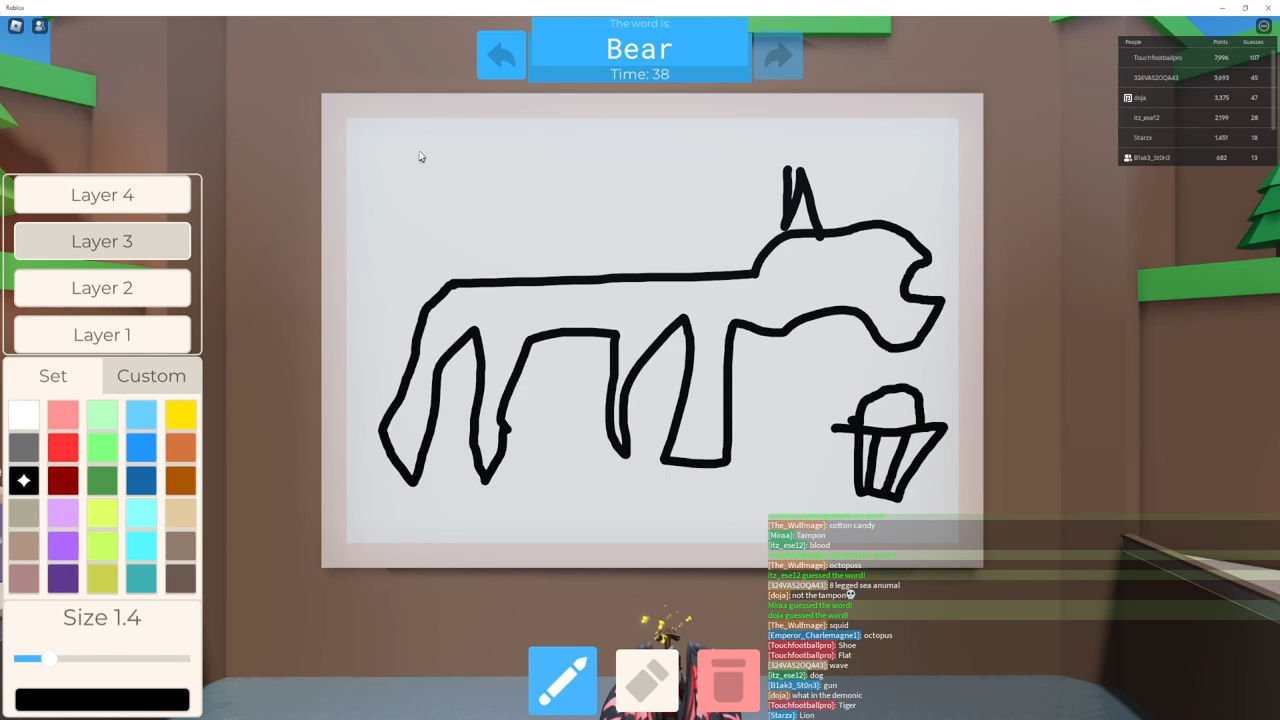 Roblox
The word is:
Bear
Time: 38
People Points Guesses
Touchfootballpro 7,996 107
324VAS2OQA43 3,693 45
doja 3,375 47
itz_ese12 2,199 28
Starzx 1,451 18
B1ak3_St0n3 682 13
Layer 4
Layer 3
Layer 2
Layer 1
Set Custom
Size 1.4
[The_Wulfmage]: cotton candy
[Miraa]: Tampon
[itz_ese12]: blood
[The_Wulfmage]: octopuss
itz_ese12 guessed the word!
[324VAS2OQA43]: 8 legged sea anumal
[doja]: not the tampon💀
Miraa guessed the word!
doja guessed the word!
[The_Wulfmage]: squid
[Emperor_Charlemagne1]: octopus
[Touchfootballpro]: Shoe
[Touchfootballpro]: Flat
[324VAS2OQA43]: wave
[itz_ese12]: dog
[B1ak3_St0n3]: gun
[doja]: what in the demonic
[Touchfootballpro]: Tiger
[Starzx]: Lion